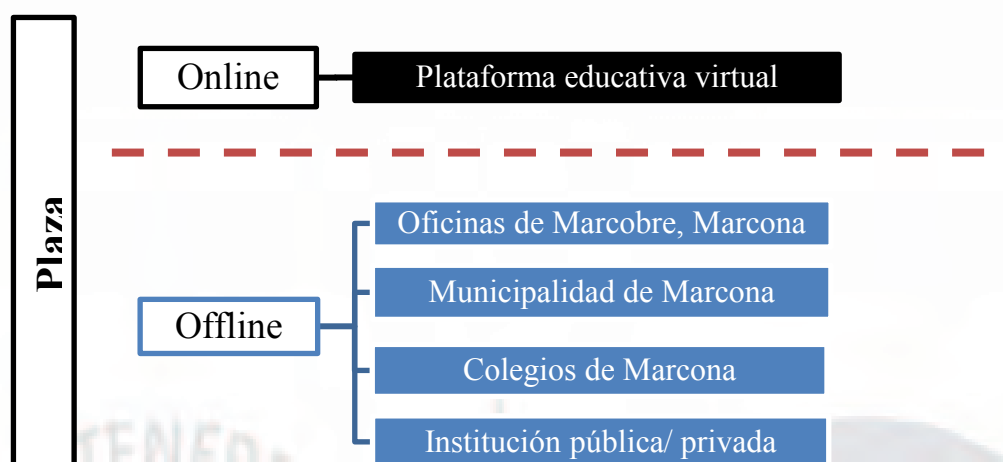 Plaza
Online
Plataforma educativa virtual
Offline
Oficinas de Marcobre, Marcona
Municipalidad de Marcona
Colegios de Marcona
Institución pública/ privada